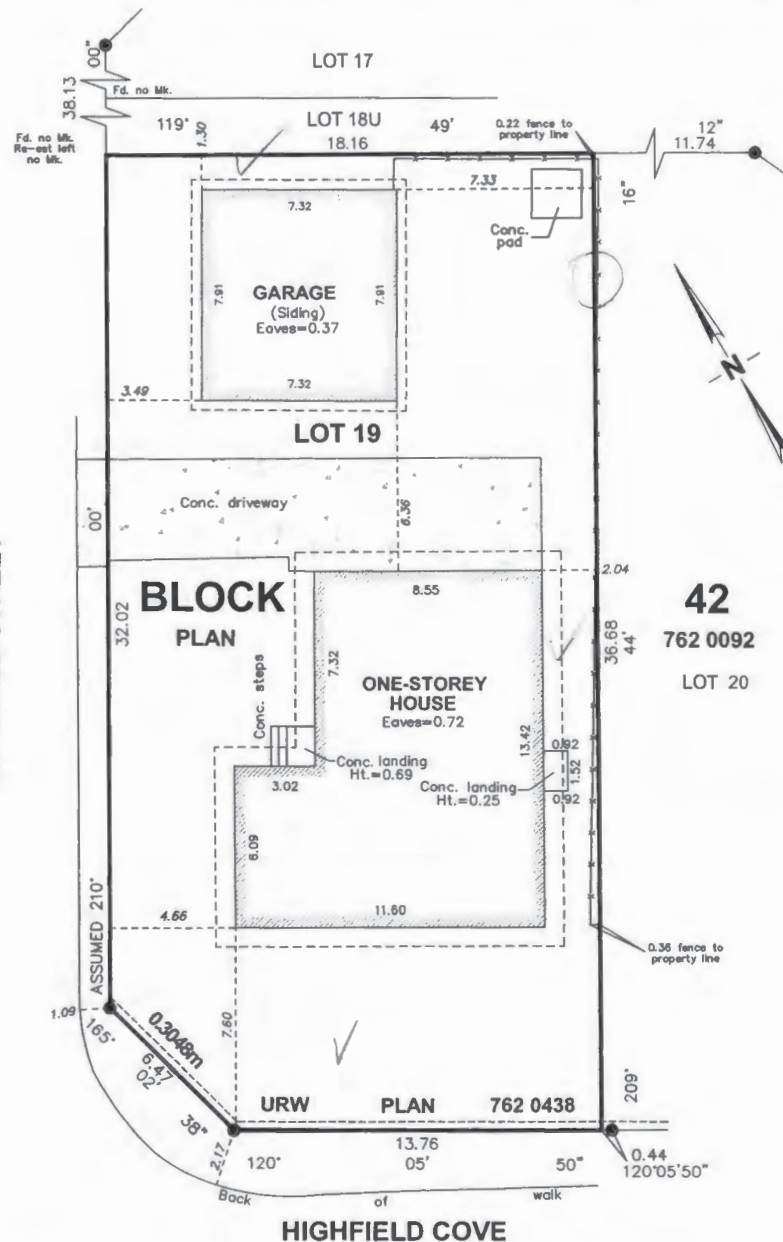 00"
38.13
LOT 17
Fd. no Mk.
Fd. no Mk.
Re-est left
no Mk.
119'
LOT 18U
49'
0.22 fence to
property line
12"
1.30
18.16
11.74
7.32
7.33
16"
Conc.
pad
7.91
GARAGE
(Siding)
Eaves=0.37
7.91
7.32
3.49
N
LOT 19
Conc. driveway
6.36
00'
32.02
BLOCK
PLAN
8.55
2.04
42
762 0092
LOT 20
36.68
44'
Conc. steps
7.32
ONE-STOREY
HOUSE
Eaves=0.72
13.42
Conc. landing
Ht.=0.69
3.02
Conc. landing
Ht.=0.25
0.92
1.52
0.92
6.09
11.60
4.66
ASSUMED 210°
0.36 fence to
property line
1.09
165°
0.3048m
6.47
02'
38"
7.60
URW PLAN 762 0438
209°
2.17
13.76
120°
05'
50"
0.44
120°05'50"
Back of walk
HIGHFIELD COVE